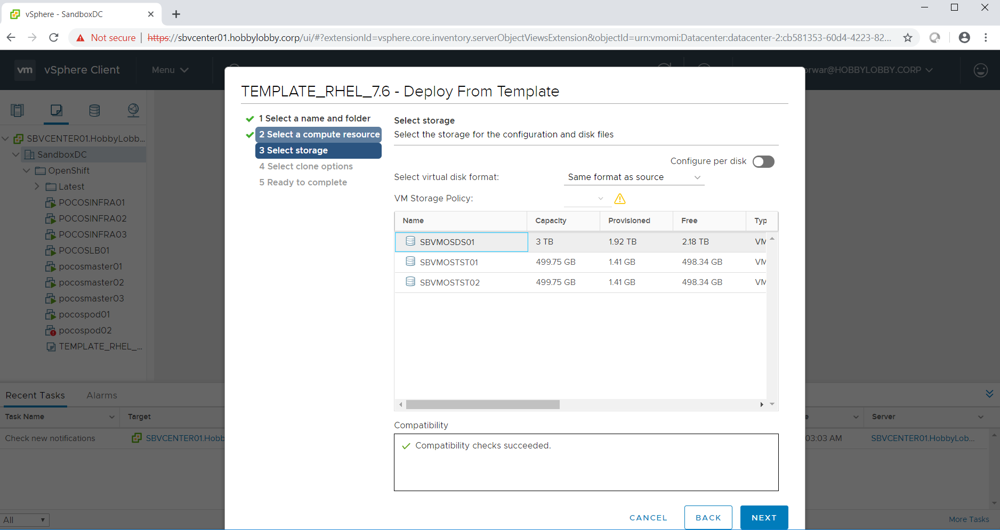 vSphere - SandboxDC
Not secure | https://sbvcenter01.hobbylobby.corp/ui/#?extensionId=vsphere.core.inventory.serverObjectViewsExtension&objectId=urn:vmomi:Datacenter:datacenter-2:cb581353-60d4-4223-82...
vm vSphere Client Menu orwar@HOBBYLOBBY.CORP
SBVCENTER01.HobbyLobb...
SandboxDC
OpenShift
Latest
POCOSINFRA01
POCOSINFRA02
POCOSINFRA03
POCOSLB01
pocosmaster01
pocosmaster02
pocosmaster03
pocospod01
pocospod02
TEMPLATE_RHEL_...
TEMPLATE_RHEL_7.6 - Deploy From Template
1 Select a name and folder
2 Select a compute resource
3 Select storage
4 Select clone options
5 Ready to complete
Select storage
Select the storage for the configuration and disk files
Configure per disk
Select virtual disk format: Same format as source
VM Storage Policy:
Name Capacity Provisioned Free Typ
SBVMOSDS01 3 TB 1.92 TB 2.18 TB VM
SBVMOSTST01 499.75 GB 1.41 GB 498.34 GB VM
SBVMOSTST02 499.75 GB 1.41 GB 498.34 GB VM
Compatibility
Compatibility checks succeeded.
CANCEL BACK NEXT
Recent Tasks Alarms
Task Name Target e Server
Check new notifications SBVCENTER01.Hobb 03:03 AM SBVCENTER01.HobbyLob...
All More Tasks